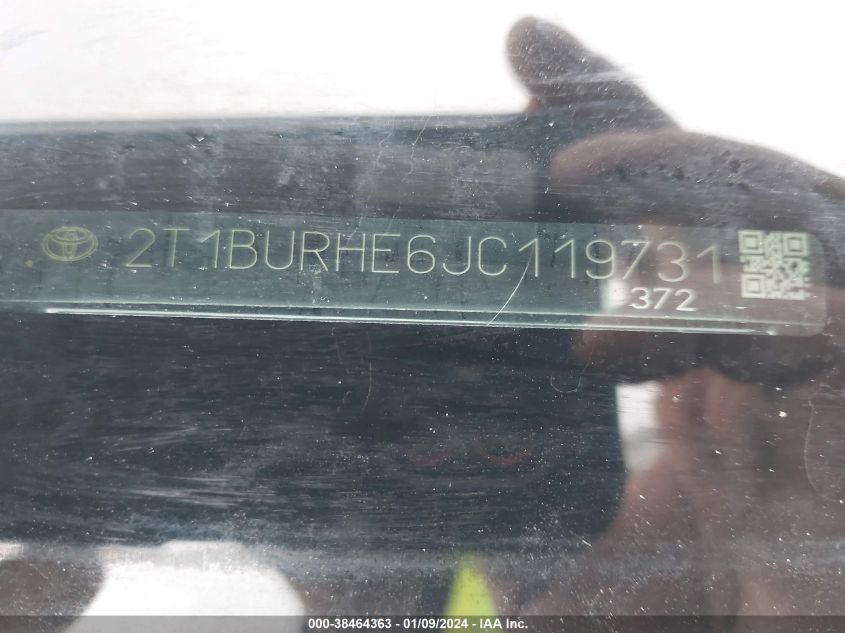 2T1BURHE6JC119731
372
000-38464363 - 01/09/2024 - IAA Inc.